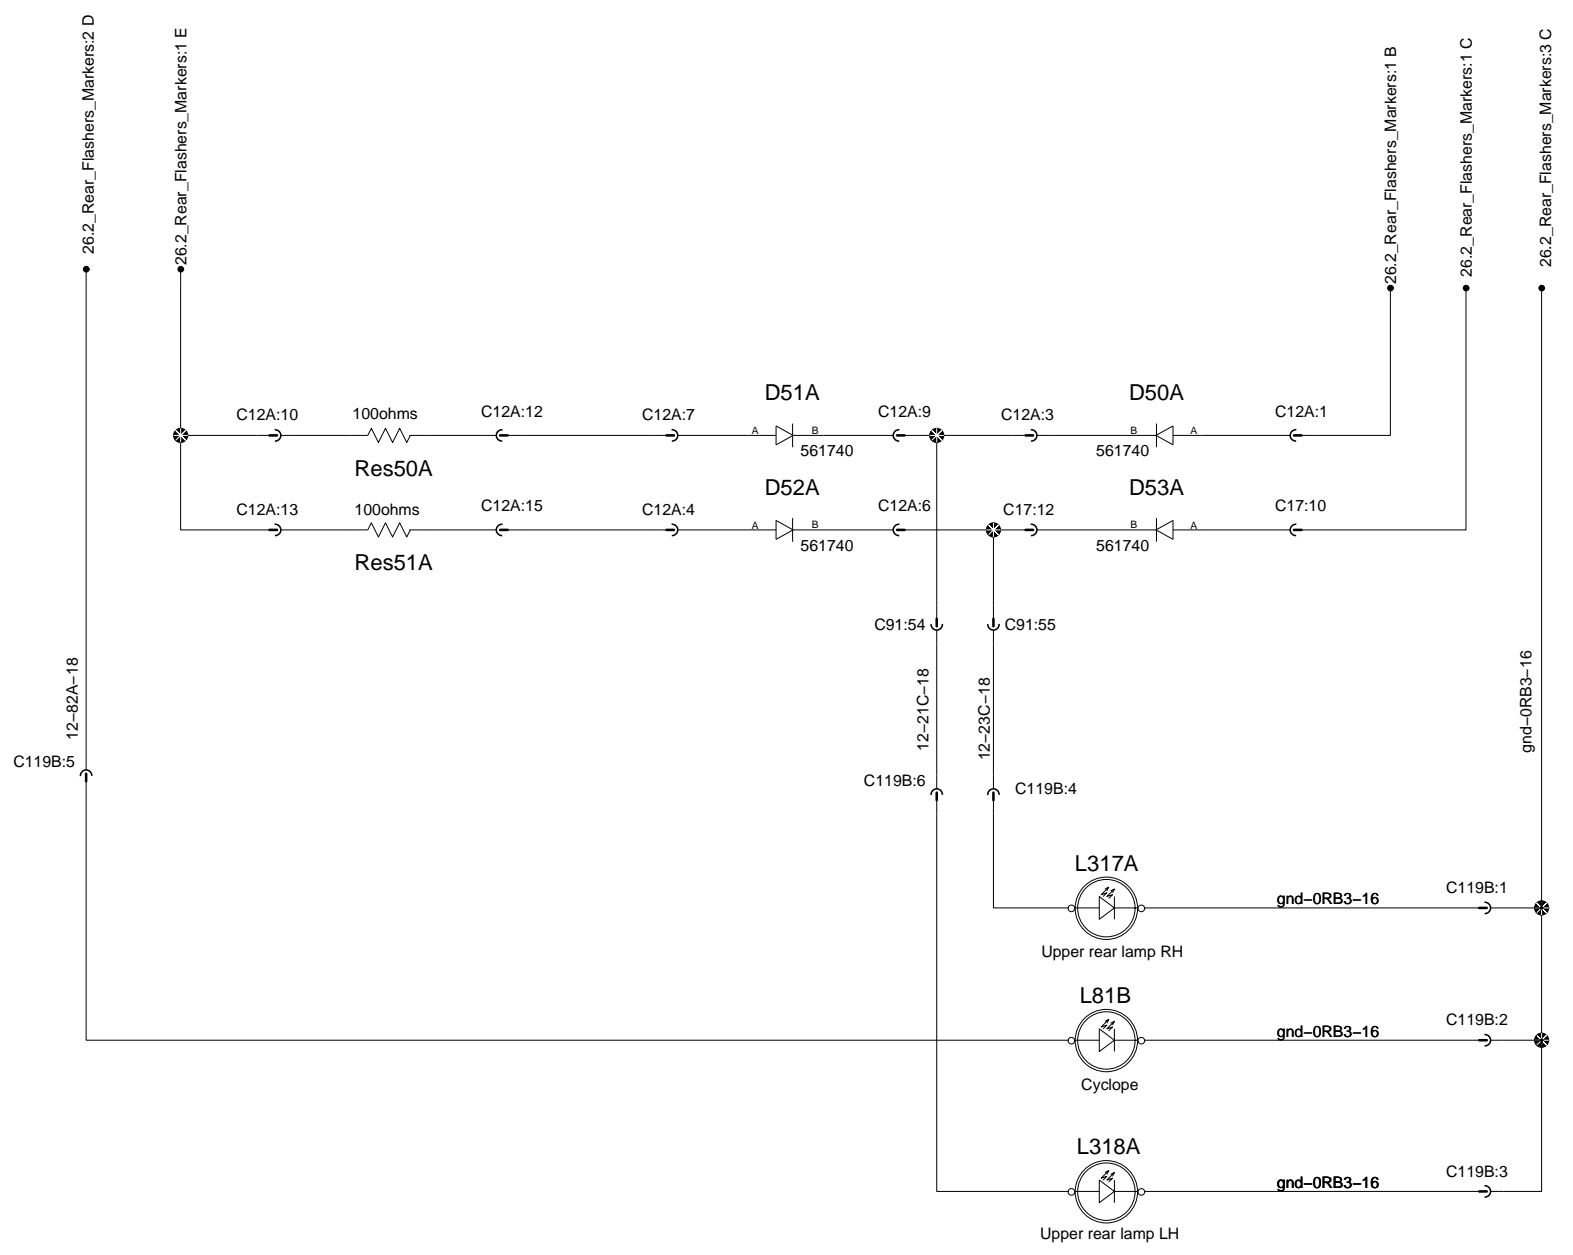 26.2_Rear_Flashers_Markers:2 D
26.2_Rear_Flashers_Markers:1 E
26.2_Rear_Flashers_Markers:1 B
26.2_Rear_Flashers_Markers:1 C
26.2_Rear_Flashers_Markers:3 C
D51A
D50A
C12A:10
100ohms
C12A:12
C12A:7
C12A:9
C12A:3
C12A:1
A
B
B
A
561740
561740
Res50A
D52A
D53A
C12A:13
100ohms
C12A:15
C12A:4
C12A:6
C17:12
C17:10
A
B
B
A
561740
561740
Res51A
C91:54
C91:55
12-82A-18
12-21C-18
12-23C-18
gnd-0RB3-16
C119B:5
C119B:6
C119B:4
L317A
gnd-0RB3-16
C119B:1
Upper rear lamp RH
L81B
gnd-0RB3-16
C119B:2
Cyclope
L318A
gnd-0RB3-16
C119B:3
Upper rear lamp LH